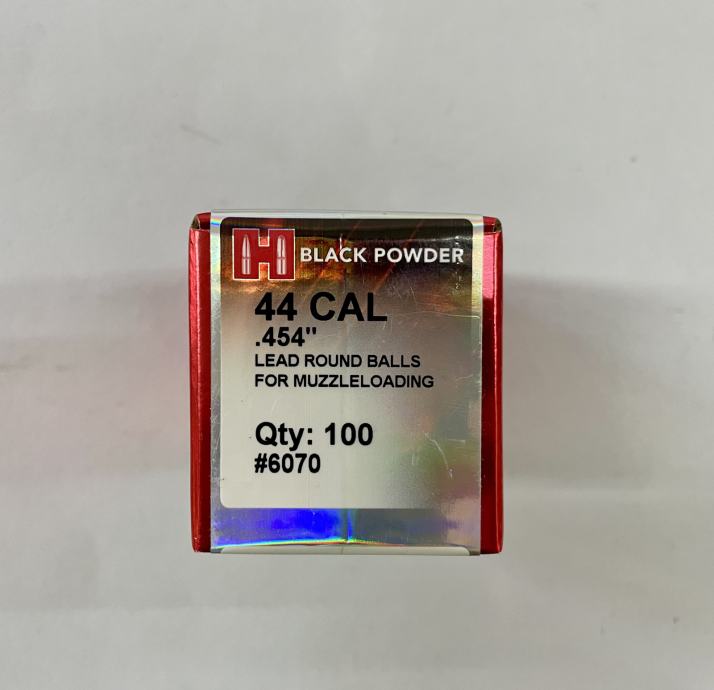 H BLACK POWDER
44 CAL
.454"
LEAD ROUND BALLS
FOR MUZZLELOADING
Qty: 100
#6070